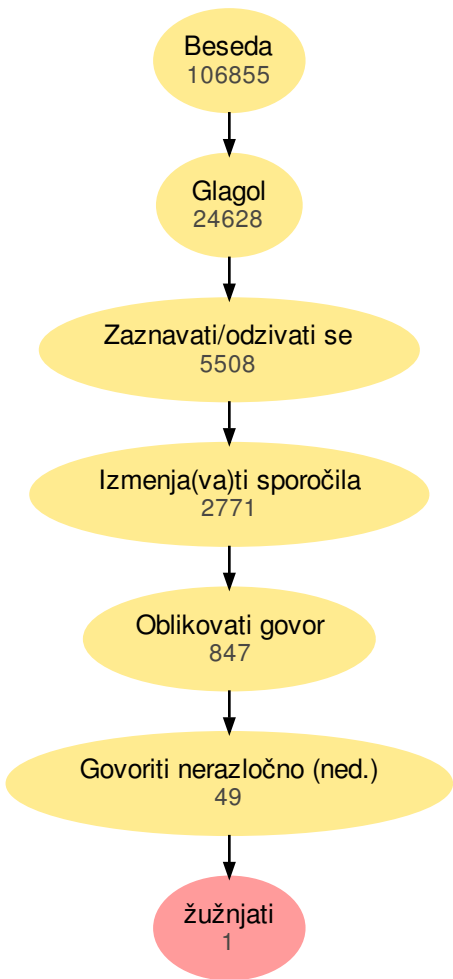 Beseda
106855
Glagol
24628
Zaznavati/odzivati se
5508
Izmenja(va)ti sporočila
2771
Oblikovati govor
847
Govoriti nerazločno (ned.)
49
žužnjati
1